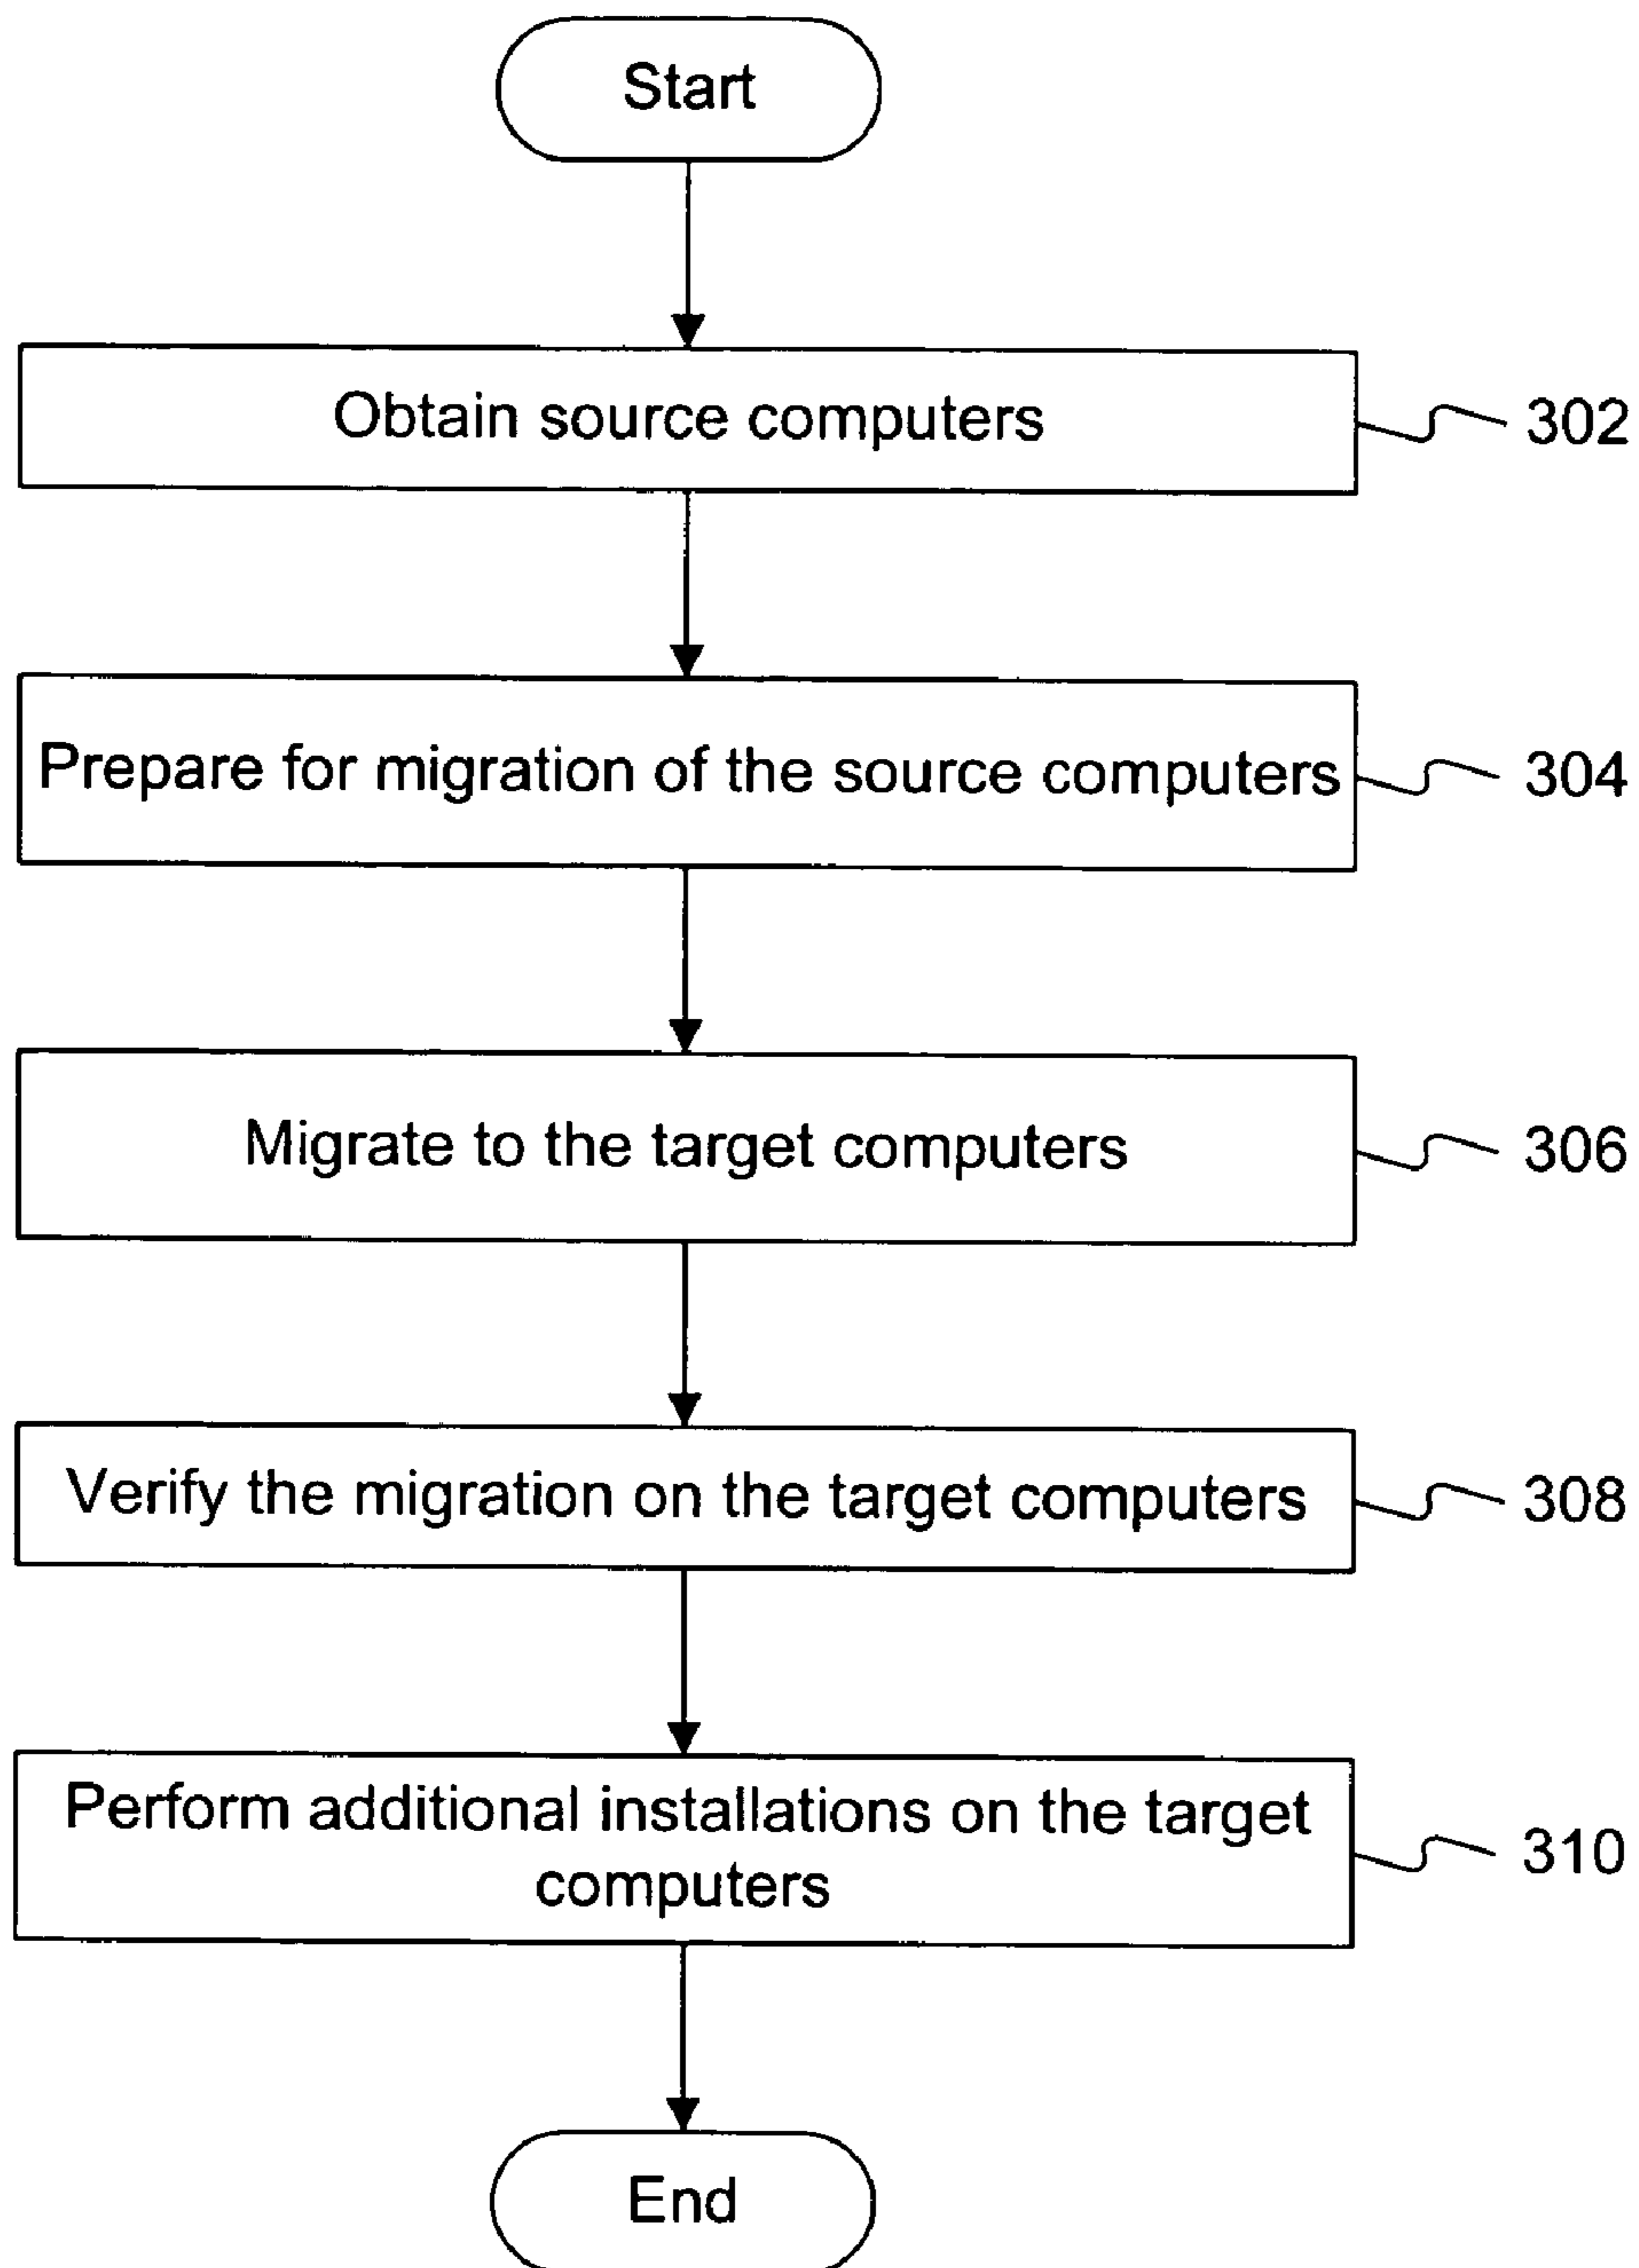 Start
Obtain source computers
302
Prepare for migration of the source computers
304
Migrate to the target computers
306
Verify the migration on the target computers
308
Perform additional installations on the target
computers
310
End